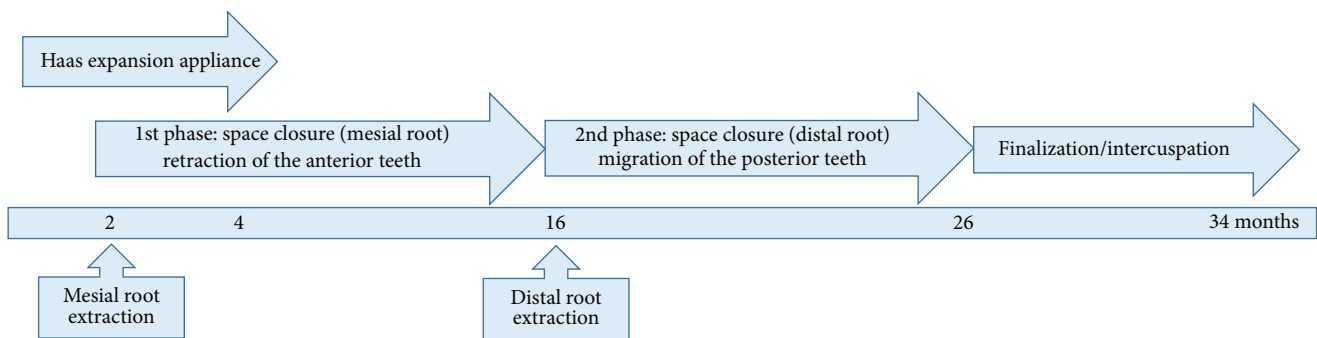 Haas expansion appliance
1st phase: space closure (mesial root)
retraction of the anterior teeth
2nd phase: space closure (distal root)
migration of the posterior teeth
Finalization/intercuspation
2 4 16 26 34 months
Mesial root
extraction
Distal root
extraction